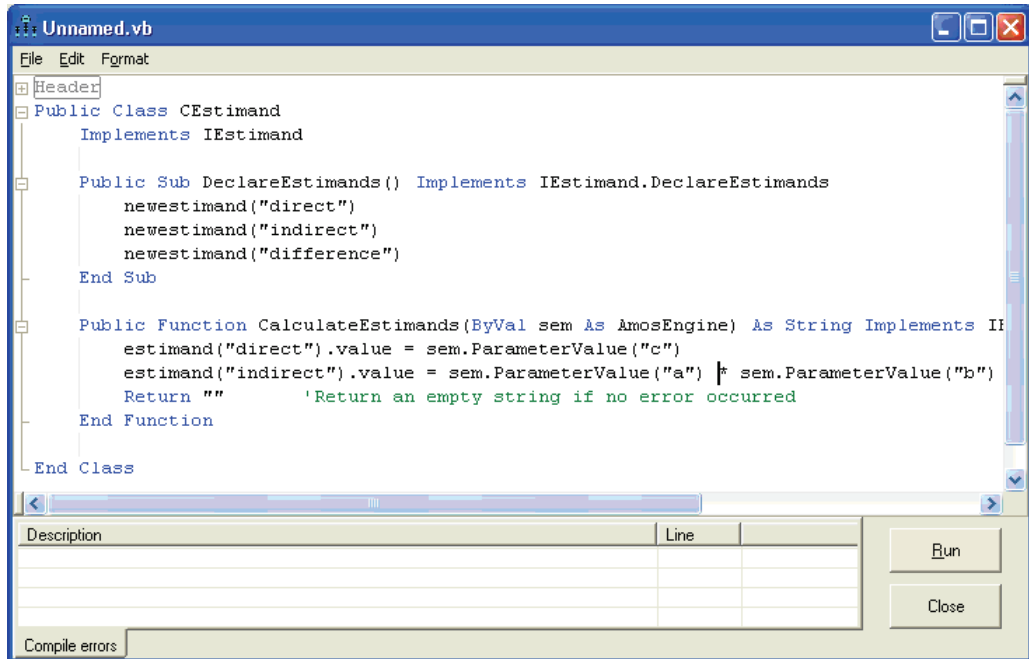 Unnamed.vb
File Edit Format
Header
Public Class CEstimand
Implements IEstimand
Public Sub DeclareEstimands() Implements IEstimand.DeclareEstimands
newestimand("direct")
newestimand("indirect")
newestimand("difference")
End Sub
Public Function CalculateEstimands(ByVal sem As AmosEngine) As String Implements
estimand("direct").value = sem.ParameterValue("c")
estimand("indirect").value = sem.ParameterValue("a") * sem.ParameterValue("b")
Return "" 'Return an empty string if no error occurred
End Function
End Class
Description Line
Run
Close
Compile errors